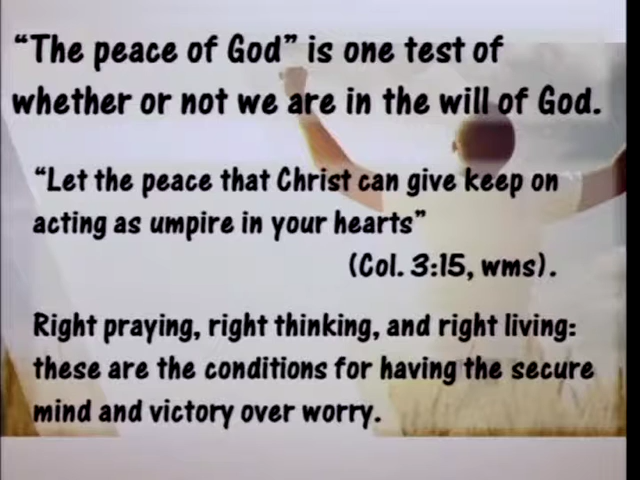 “The peace of God” is one test of
whether or not we are in the will of God.
“Let the peace that Christ can give keep on
acting as umpire in your hearts”
(Col. 3:15, wms).
Right praying, right thinking, and right living:
these are the conditions for having the secure
mind and victory over worry.